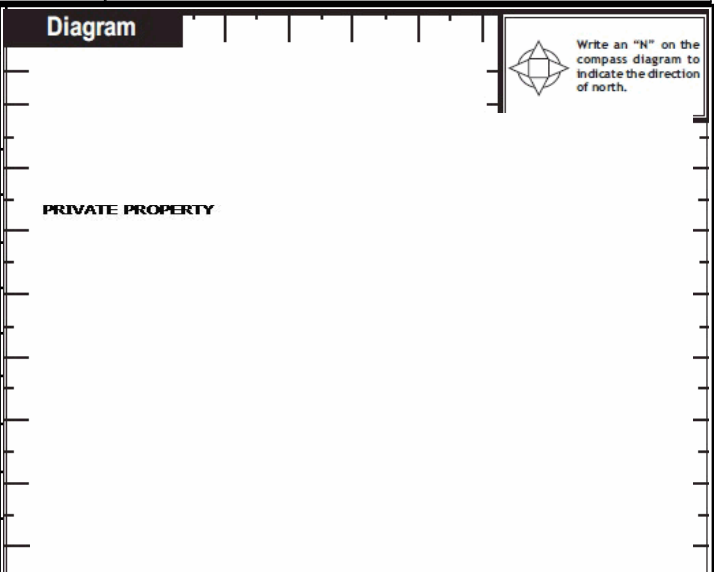 Diagram
Write an “N” on the
compass diagram to
indicate the direction
of north.
PRIVATE PROPERTY